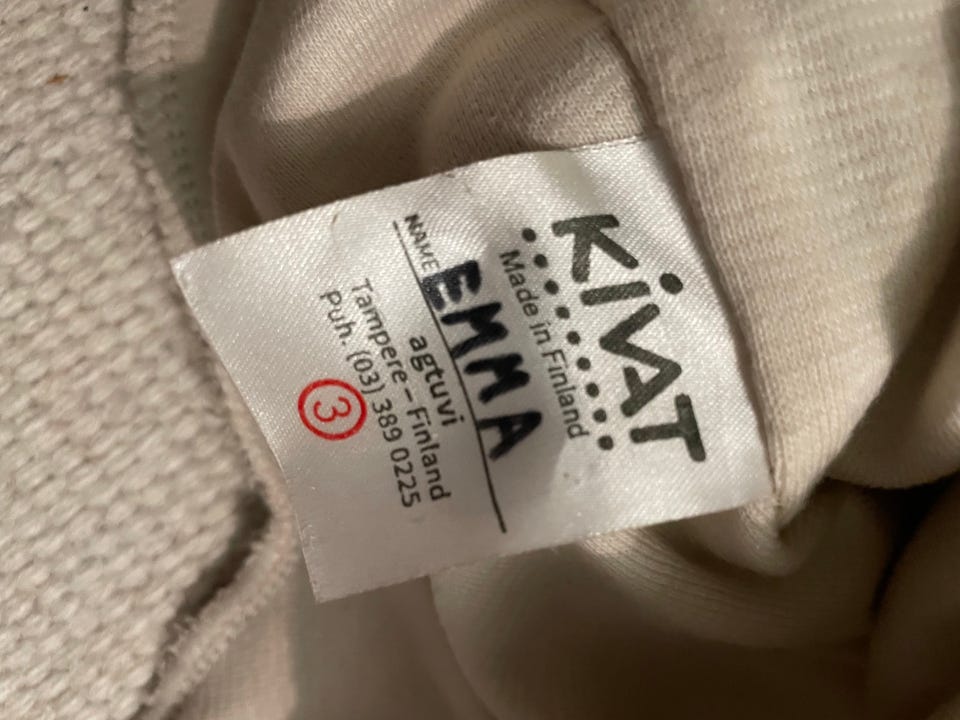 KIVAT
Made in Finland
NAME EMMA
agtuvi
Tampere - Finland
Puh. (03) 389 0225
3